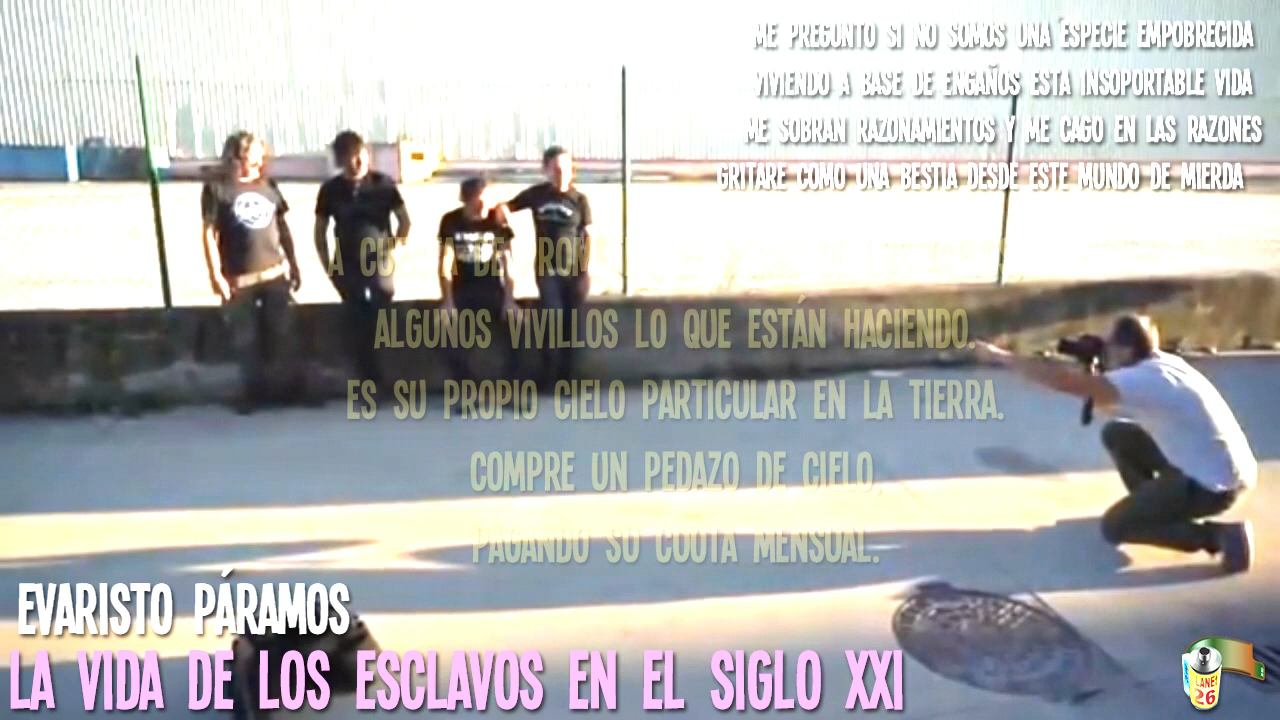 ME PREGUNTO SI NO SOMOS UNA ESPECIE EMPOBRECIDA
VIVIENDO A BASE DE ENGAÑOS ESTA INSOPORTABLE VIDA
ME SOBRAN RAZONAMIENTOS Y ME CAGO EN LAS RAZONES
GRITARE COMO UNA BESTIA DESDE ESTE MUNDO DE MIERDA
A DE
ALGUNOS VIVILLOS LO QUE ESTÁN HACIENDO.
ES SU PROPIO CIELO PARTICULAR EN LA TIERRA.
COMPRE UN PEDAZO DE CIELO,
PAGANDO SU CUOTA MENSUAL.
EVARISTO PÁRAMOS
LA VIDA DE LOS ESCLAVOS EN EL SIGLO XXI
26